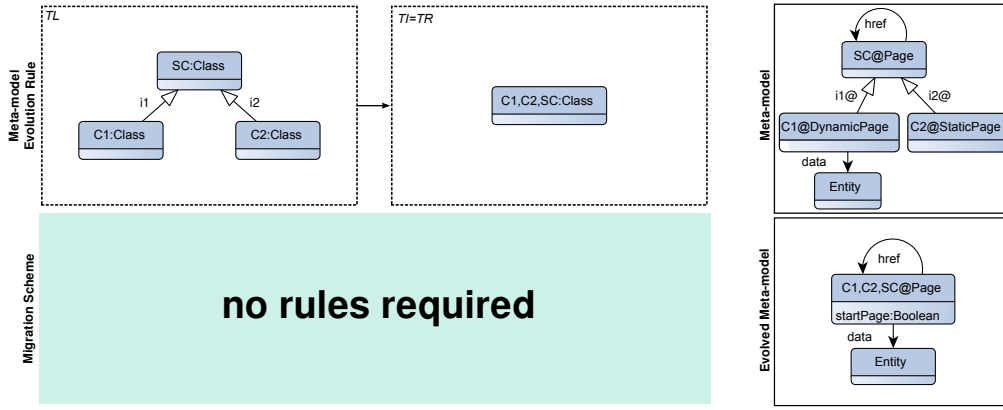 TL
TI=TR
Meta-model
Evolution Rule
SC:Class
i1
i2
C1:Class
C2:Class
C1,C2,SC:Class
Meta-model
href
SC@Page
i1@
i2@
C1@DynamicPage
C2@StaticPage
data
Entity
Migration Scheme
no rules required
Evolved Meta-model
href
C1,C2,SC@Page
startPage:Boolean
data
Entity